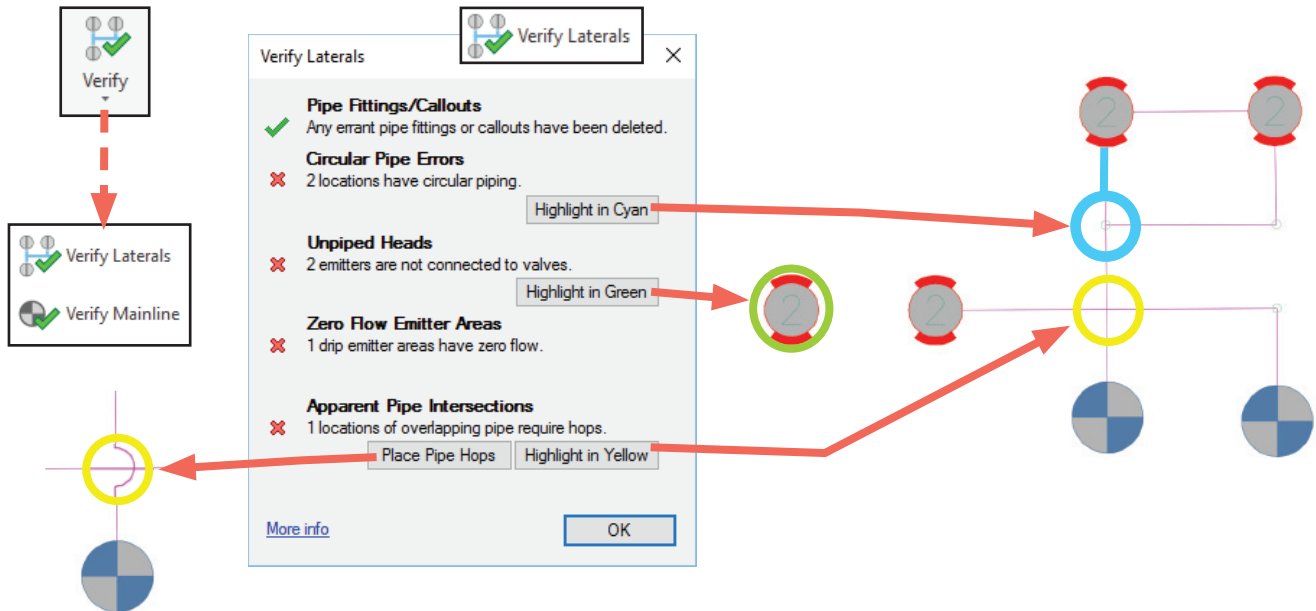 Verify
Verify Laterals
Verify Mainline
Verify Laterals
Verify Laterals
Pipe Fittings/Callouts
Any errant pipe fittings or callouts have been deleted.
Circular Pipe Errors
2 locations have circular piping.
Highlight in Cyan
Unpiped Heads
2 emitters are not connected to valves.
Highlight in Green
Zero Flow Emitter Areas
1 drip emitter areas have zero flow.
Apparent Pipe Intersections
1 locations of overlapping pipe require hops.
Place Pipe Hops Highlight in Yellow
More info
OK
2 2
2 2